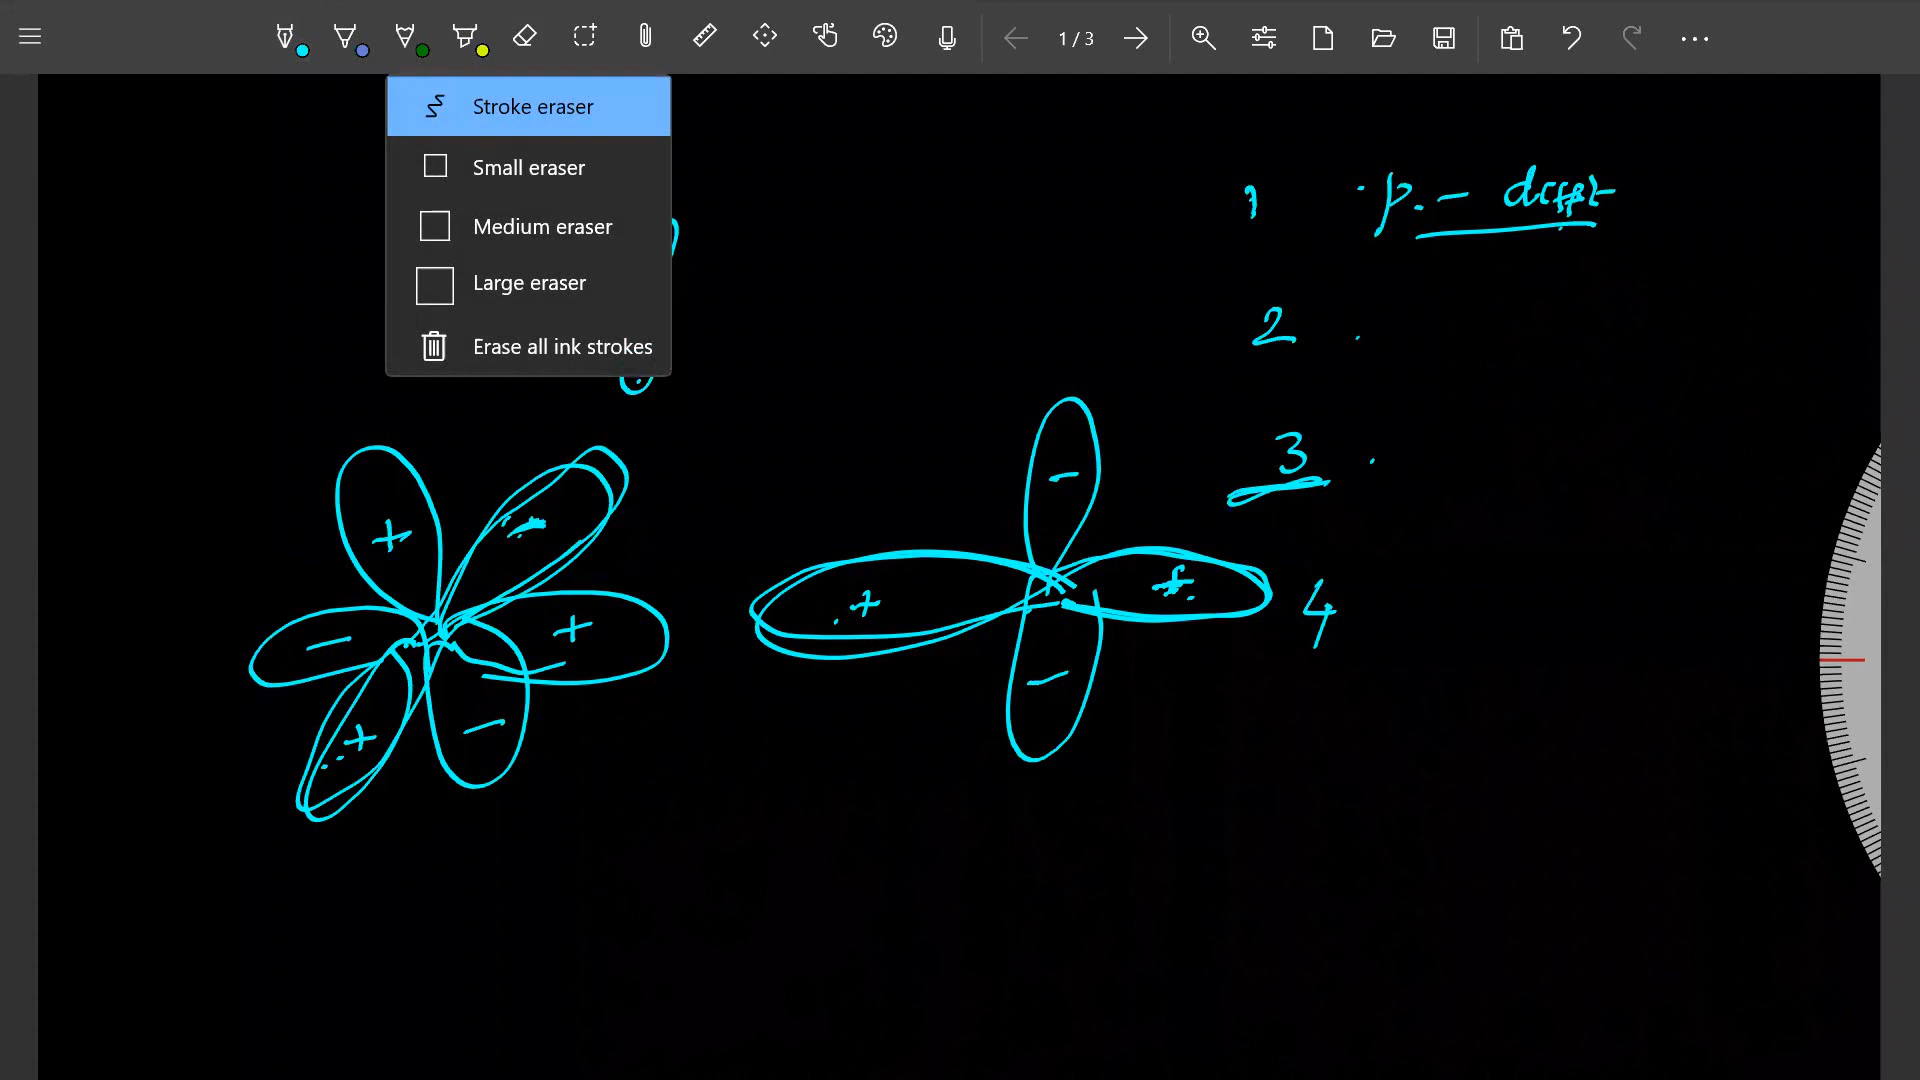 1 / 3
Stroke eraser
Small eraser
Medium eraser
Large eraser
Erase all ink strokes
1 p. -
2 .
3 .
4
-
+ -
+ +
- +
-
+ -